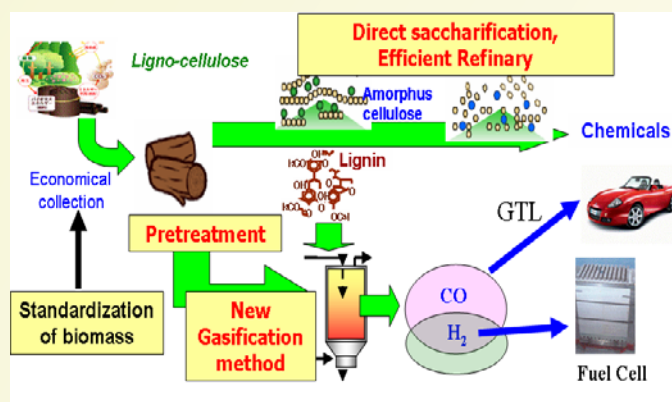 Direct saccharification,
Efficient Refinary
Ligno-cellulose
Amorphus
cellulose
Chemicals
Economical
collection
Lignin
GTL
Pretreatment
Standardization
of biomass
New
Gasification
method
CO
H₂
Fuel Cell